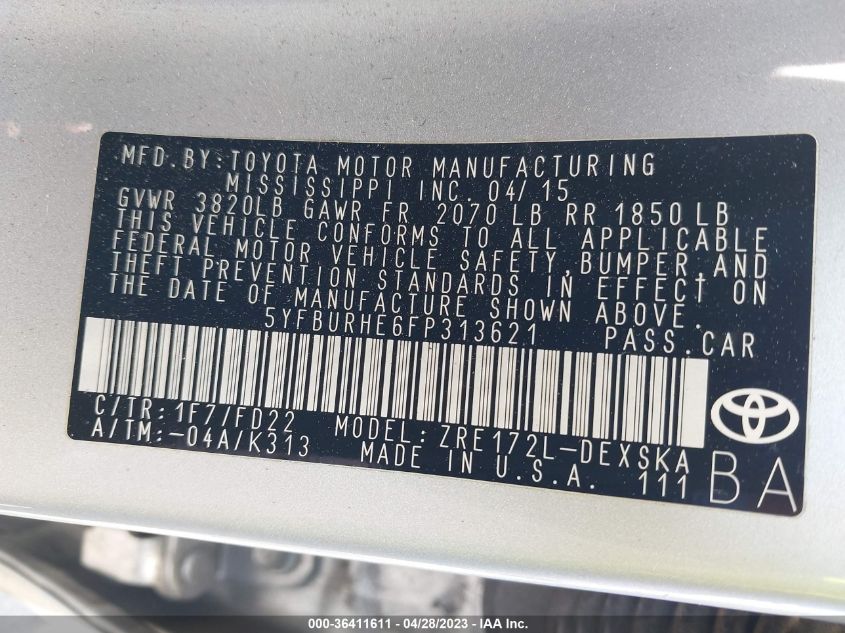 MFD.BY:TOYOTA MOTOR MANUFACTURING
MISSISSIPPI INC. 04/15
GVWR 3820LB GAWR FR 2070 LB RR 1850 LB
THIS VEHICLE CONFORMS TO ALL APPLICABLE
FEDERAL MOTOR VEHICLE SAFETY,BUMPER,AND
THEFT PREVENTION STANDARDS IN EFFECT ON
THE DATE OF MANUFACTURE SHOWN ABOVE.
5YFBURHE6FP313621 PASS.CAR
C/TR:1F7/FD22 MODEL:ZRE172L-DEXSKA
A/TM:-04A/K313 MADE IN U.S.A. 111
BA
000-36411611 / 04/28/2023 - IAA Inc.